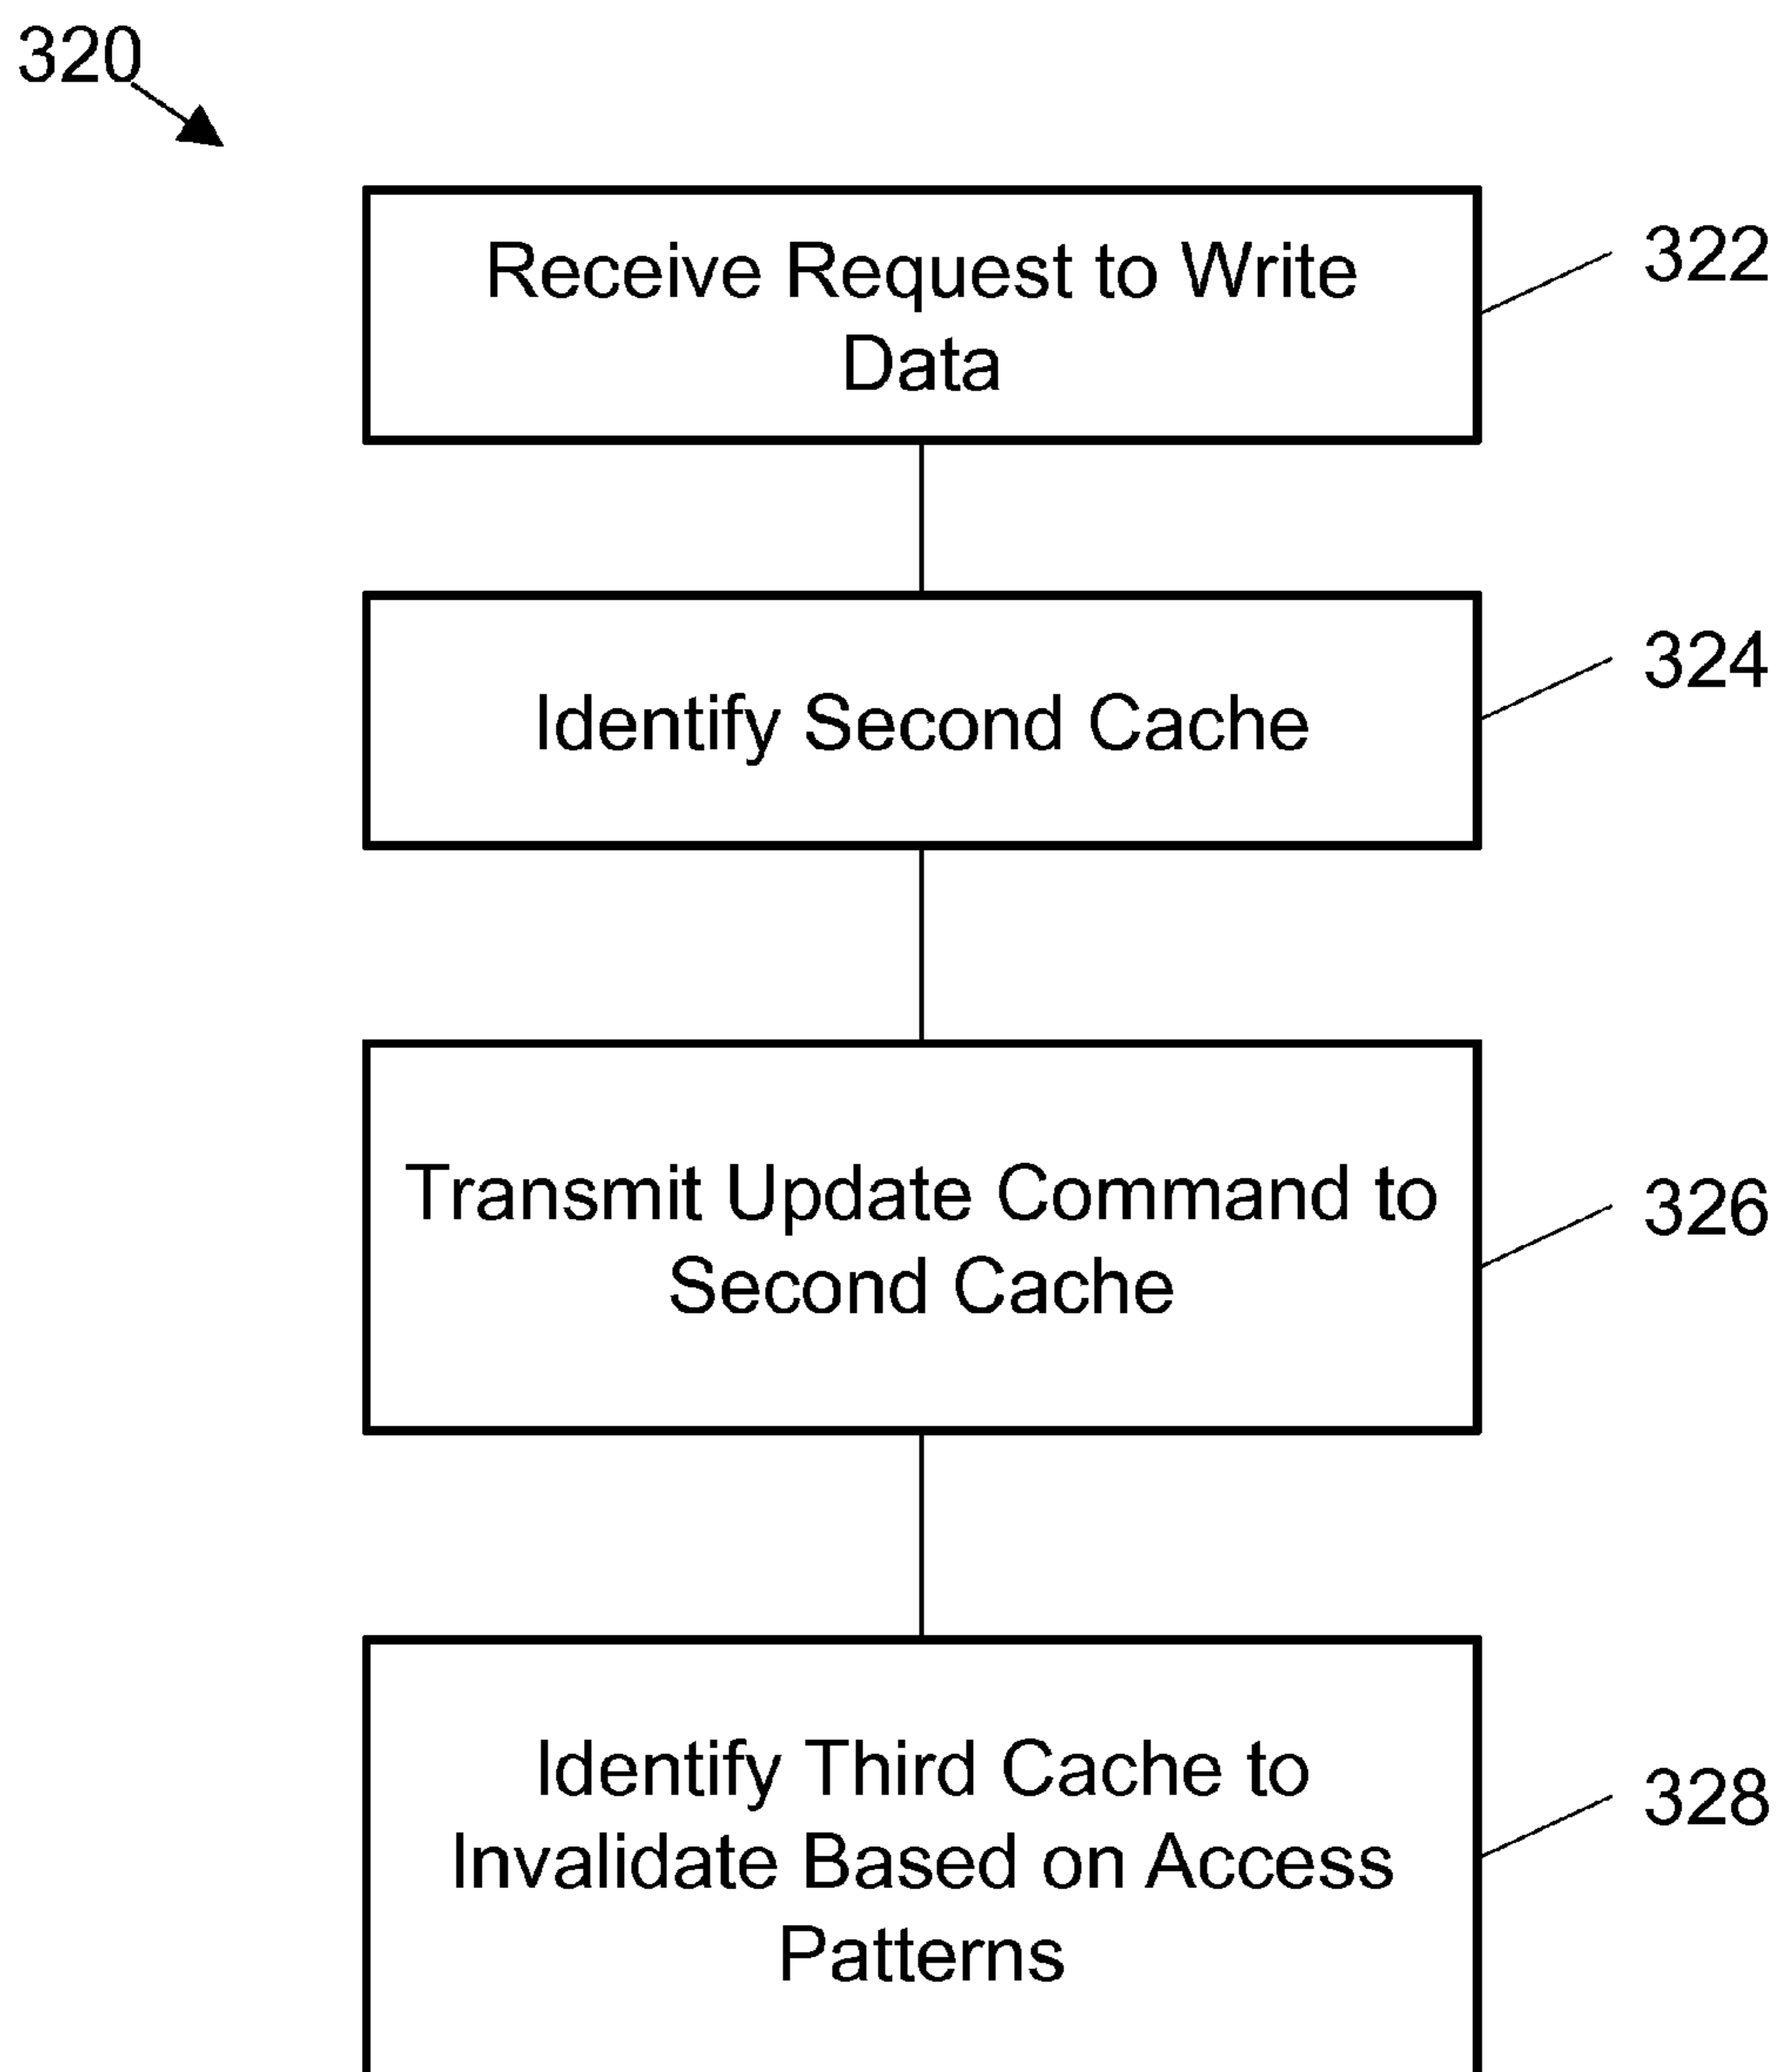 320
Receive Request to Write
Data
322
Identify Second Cache
324
Transmit Update Command to
Second Cache
326
Identify Third Cache to
Invalidate Based on Access
Patterns
328